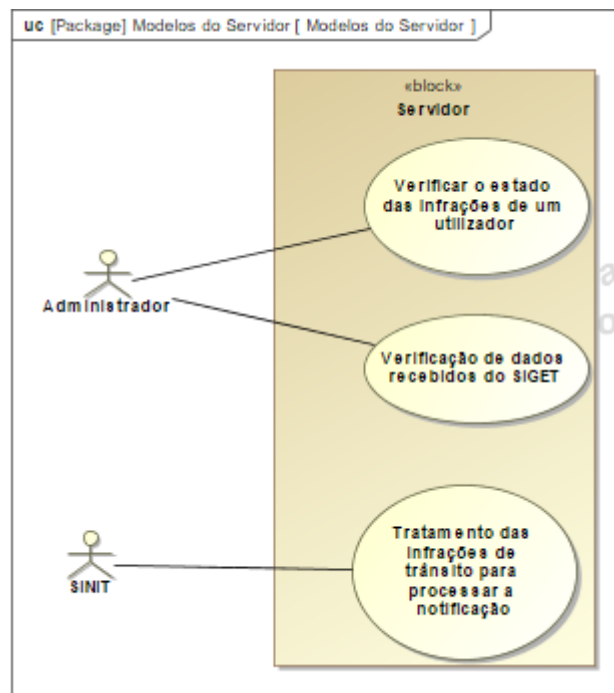 uc [Package] Modelos do Servidor [ Modelos do Servidor ]
«block»
Servidor
Verificar o estado
das infrações de um
utilizador
Administrador
Verificação de dados
recebidos do SIGET
SINIT
Tratamento das
infrações de
trânsito para
processar a
notificação